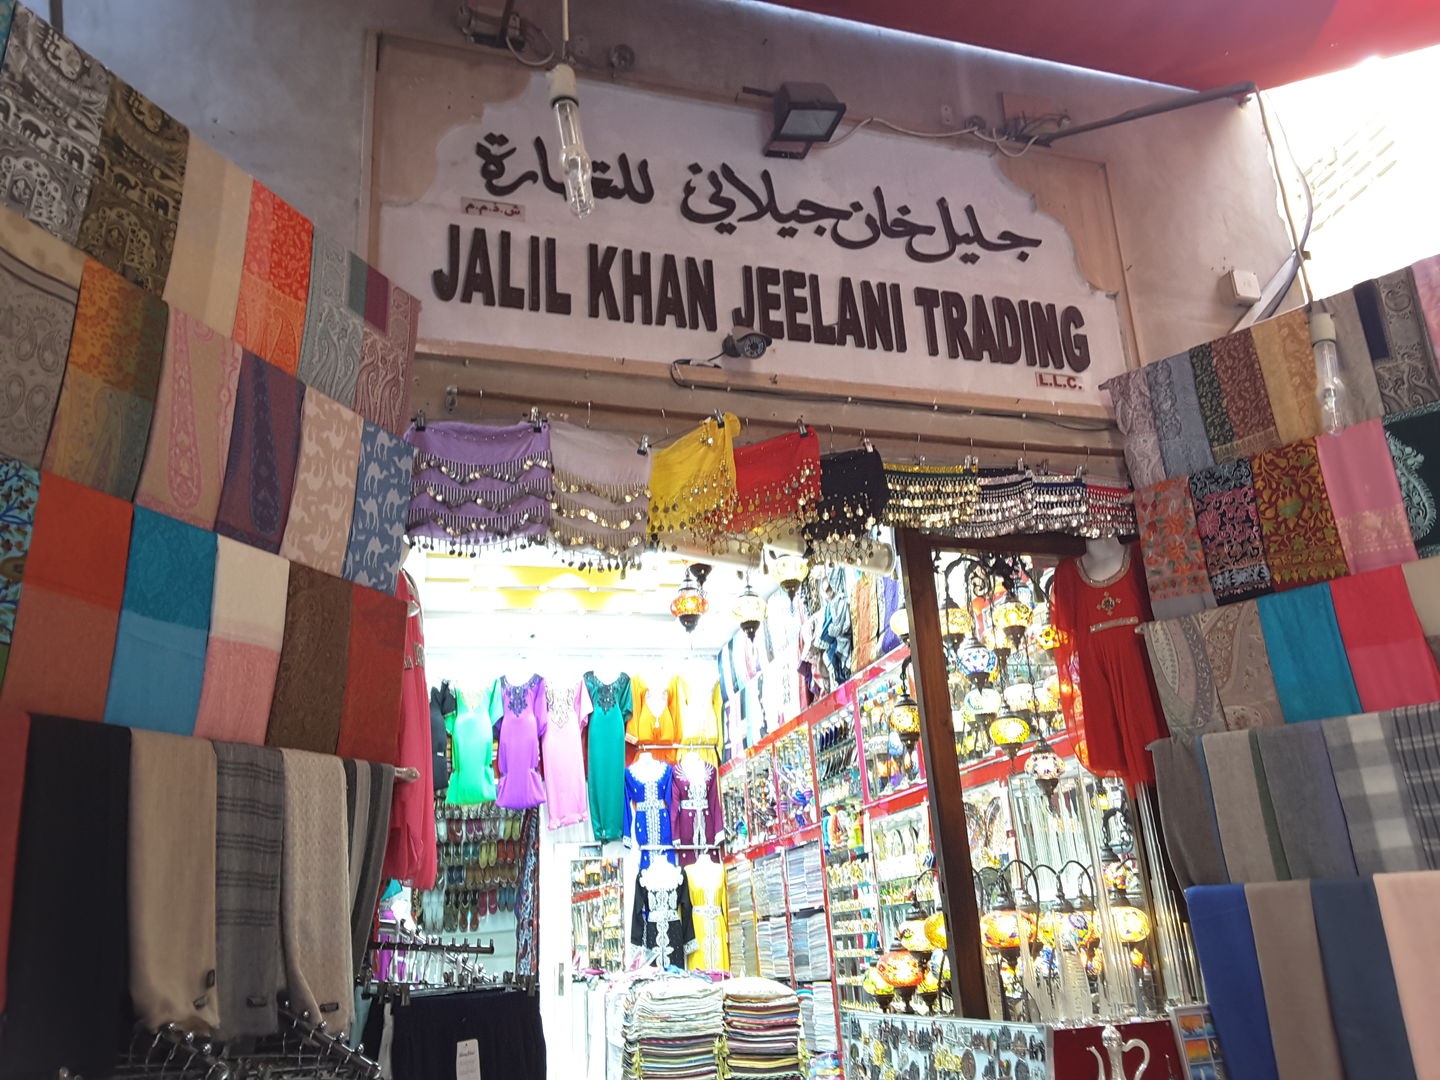 جليل خان جيلاني للتجارة
ش.ذ.م.م
JALIL KHAN JEELANI TRADING
L.L.C.